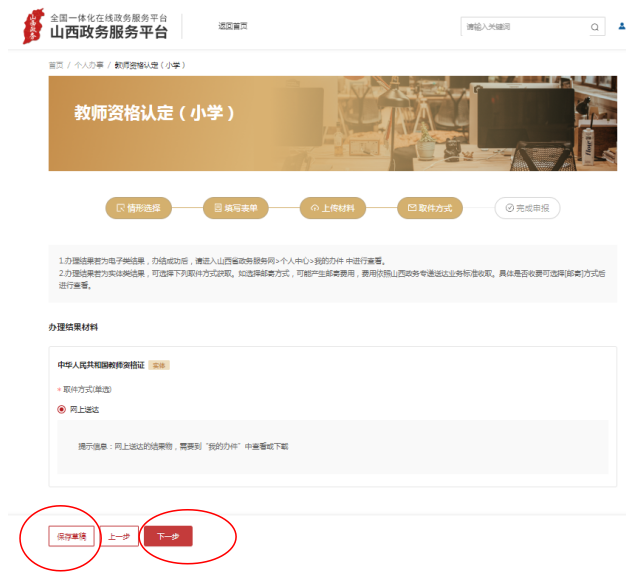 全国一体化在线政务服务平台
山西政务服务平台
返回首页
请输入关键词
首页 / 个人办事 / 教师资格认定(小学)
教师资格认定(小学)
情形选择
填写表单
上传材料
取件方式
完成申报
1.办理结果若为电子类结果,办结成功后,请进入山西省政务服务网>个人中心>我的办件 中进行查看。
2.办理结果若为实体类结果,可选择下列取件方式获取。如选择邮寄方式,可能产生邮寄费用,费用依照山西政务专递送达业务标准收取。具体是否收费可选择[邮寄]方式后
进行查看。
办理结果材料
中华人民共和国教师资格证 实体
* 取件方式(单选)
网上送达
提示信息:网上送达的结果物,需要到“我的办件”中查看或下载
保存草稿 上一步 下一步